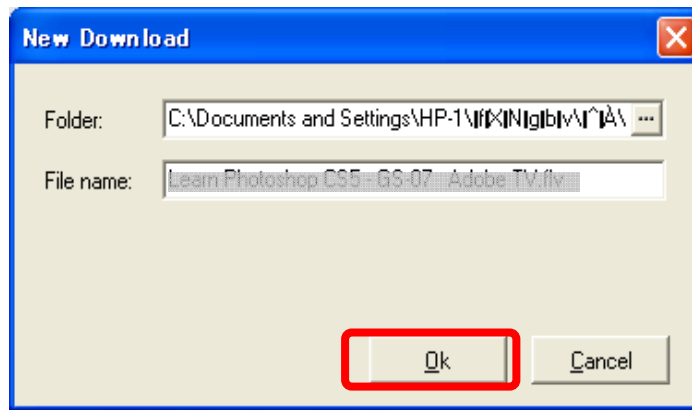 New Download
Folder:
C:\Documents and Settings\HP-1\
File name:
Learn Photoshop CS5 - GS-07 Adobe TV.flv
Ok
Cancel